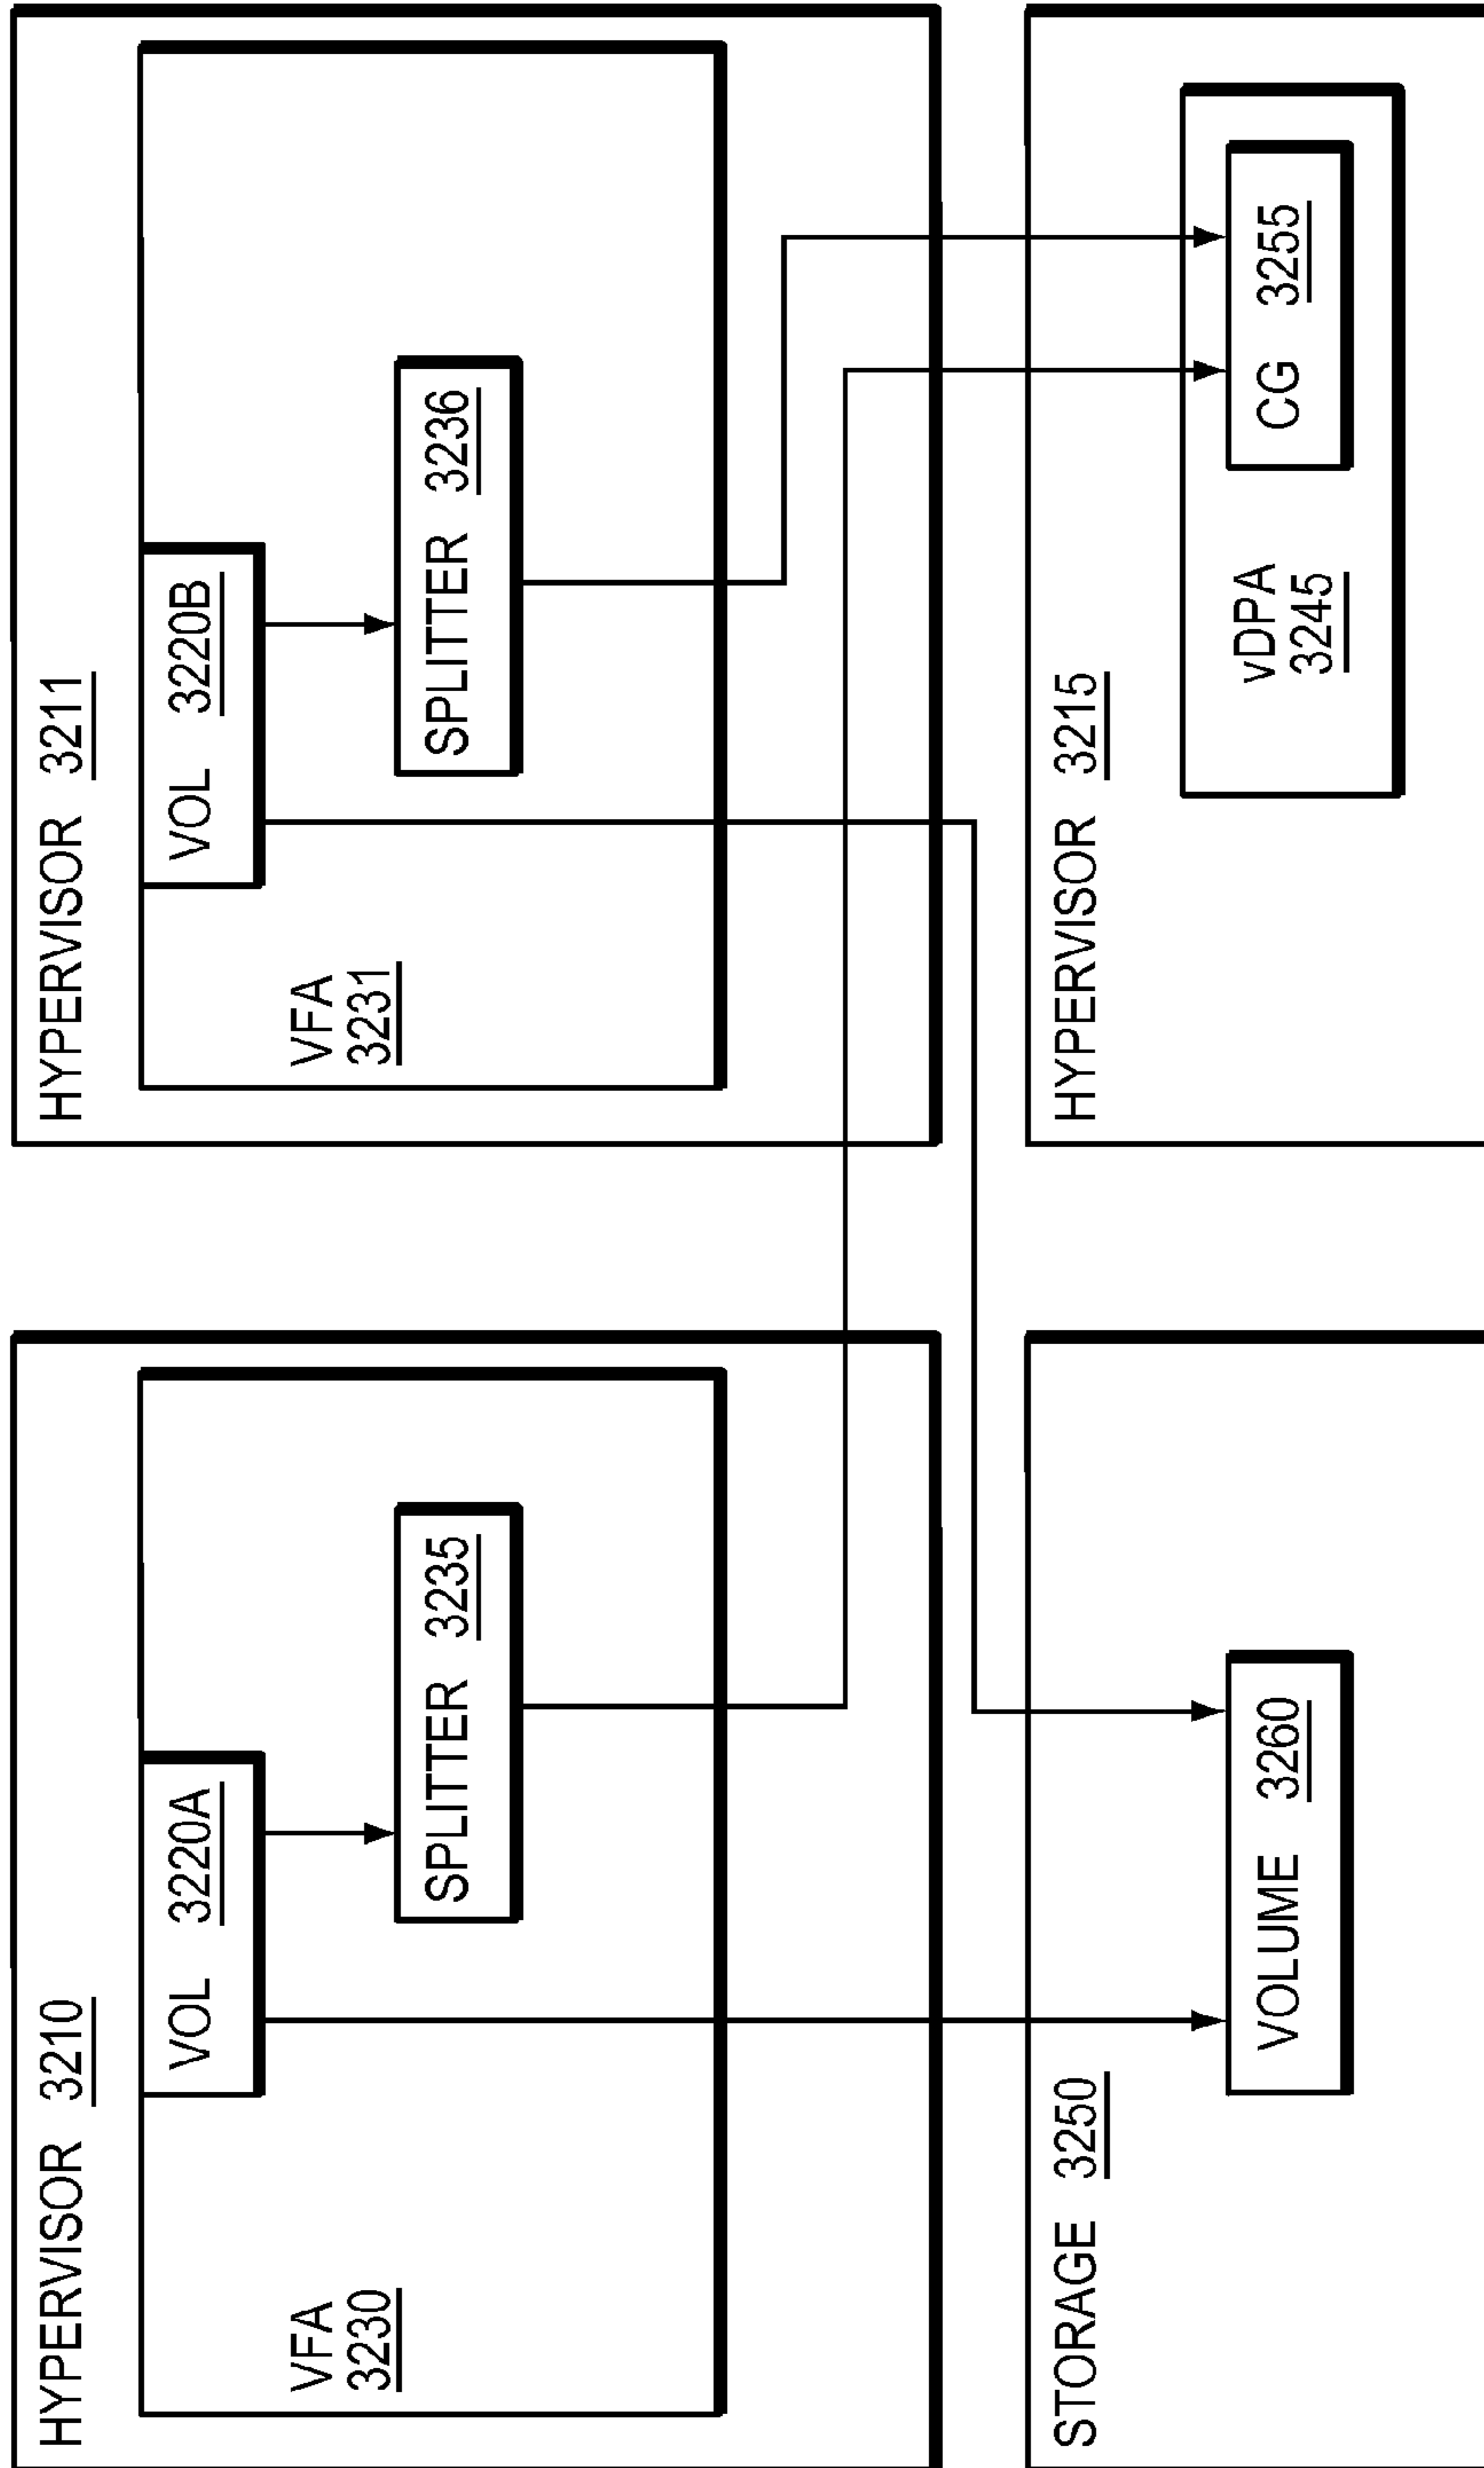 HYPERVISOR 3210
VOL 3220A
SPLITTER 3235
VFA
3230
HYPERVISOR 3211
VOL 3220B
SPLITTER 3236
VFA
3231
STORAGE 3250
VOLUME 3260
HYPERVISOR 3215
vDPA
3245
CG 3255